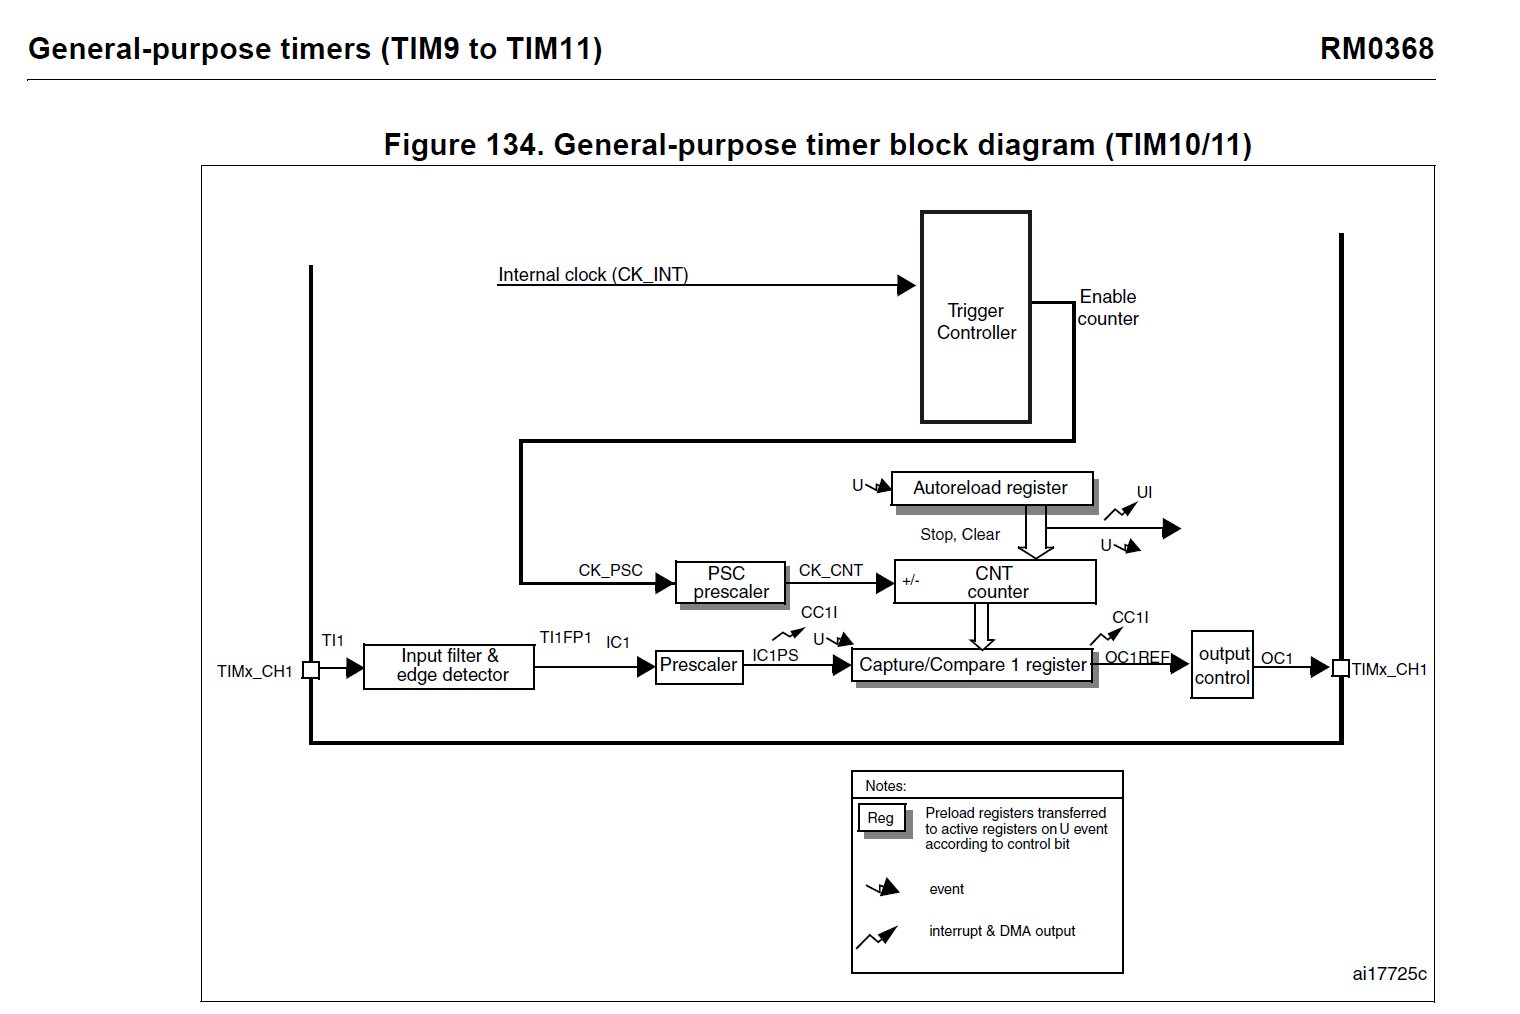 General-purpose timers (TIM9 to TIM11)
RM0368
Figure 134. General-purpose timer block diagram (TIM10/11)
Internal clock (CK_INT)
Trigger
Controller
Enable
counter
U
Autoreload register
UI
Stop, Clear
U
CK_PSC
PSC
prescaler
CK_CNT
+/-
CNT
counter
CC1I
U
CC1I
TI1
TI1FP1
IC1
TIMx_CH1
Input filter &
edge detector
Prescaler
IC1PS
Capture/Compare 1 register
OC1REF
output
control
OC1
TIMx_CH1
Notes:
Reg
Preload registers transferred
to active registers on U event
according to control bit
event
interrupt & DMA output
ai17725c